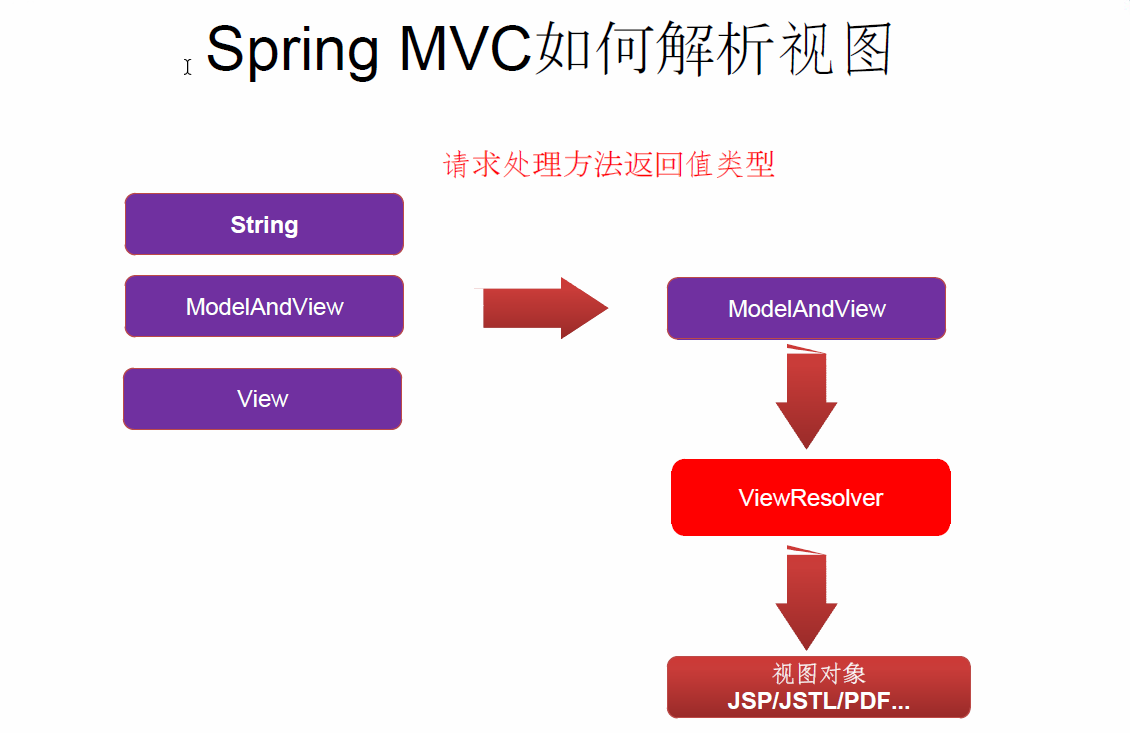 Spring MVC如何解析视图
请求处理方法返回值类型
String
ModelAndView
View
ModelAndView
ViewResolver
视图对象
JSP/JSTL/PDF...